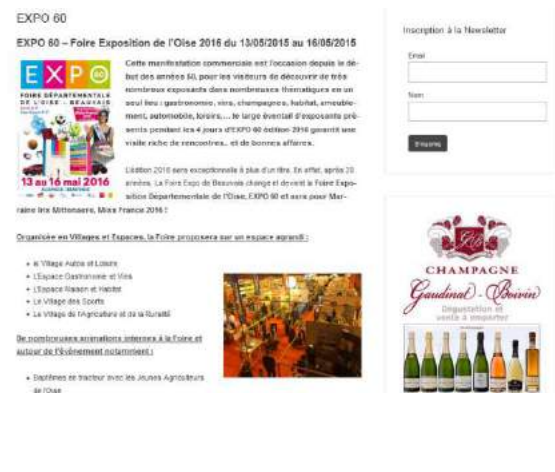 EXPO 60
EXPO 60 – Foire Exposition de l'Oise 2016 du 13/05/2015 au 16/05/2015
EXPO 60
FOIRE DÉPARTEMENTALE
DE L'OISE - BEAUVAIS
13 au 16 mai 2016
Cette manifestation commerciale est l'occasion depuis le dé-
but des années 60, pour les visiteurs de découvrir de très
nombreux exposants dans nombreuses thématiques en un
seul lieu : gastronomie, vins, champagnes, habitat, ameuble-
ment, automobile, loisirs,... le large éventail d'exposants pré-
sents pendant les 4 jours d'EXPO 60 édition 2016 garantit une
visite riche de rencontres.. et de bonnes affaires.
L'édition 2016 sera exceptionnelle à plus d'un titre. En effet, après 20
années, La Foire Expo de Beauvais change et devient la Foire Expo-
sition Départementale de l'Oise, EXPO 60 et aura pour Mar-
raine Iris Mittenaere, Miss France 2016 !
Organisée en Villages et Espaces, la Foire proposera sur un espace agrandi :
le Village Autos et Loisirs
L'Espace Gastronomie et Vins
L'Espace Maison et Habitat
Le Village des Sports
Le Village de l'Agriculture et de la Ruralité
De nombreuses animations internes à la Foire et
autour de l'événement notamment :
Baptêmes en tracteur avec les Jeunes Agriculteurs
de l'Oise
Inscription à la Newsletter
Email
Nom
CHAMPAGNE
Gaudinat - Boivin
Dégustation et
vente à emporter